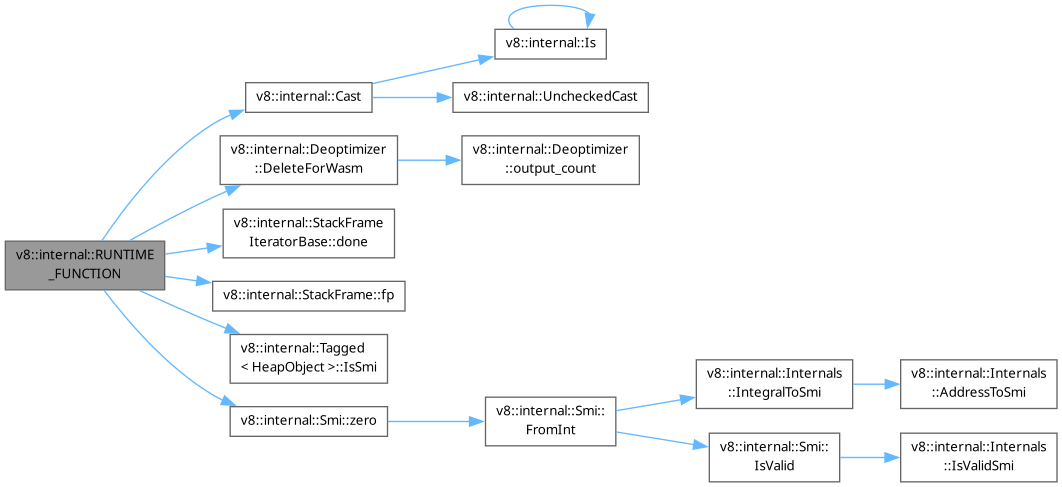 v8::internal::RUNTIME
_FUNCTION
v8::internal::Cast
v8::internal::Is
v8::internal::UncheckedCast
v8::internal::Deoptimizer
::DeleteForWasm
v8::internal::Deoptimizer
::output_count
v8::internal::StackFrame
IteratorBase::done
v8::internal::StackFrame::fp
v8::internal::Tagged
< HeapObject >::IsSmi
v8::internal::Smi::zero
v8::internal::Smi::
FromInt
v8::internal::Internals
::IntegralToSmi
v8::internal::Internals
::AddressToSmi
v8::internal::Smi::
IsValid
v8::internal::Internals
::IsValidSmi